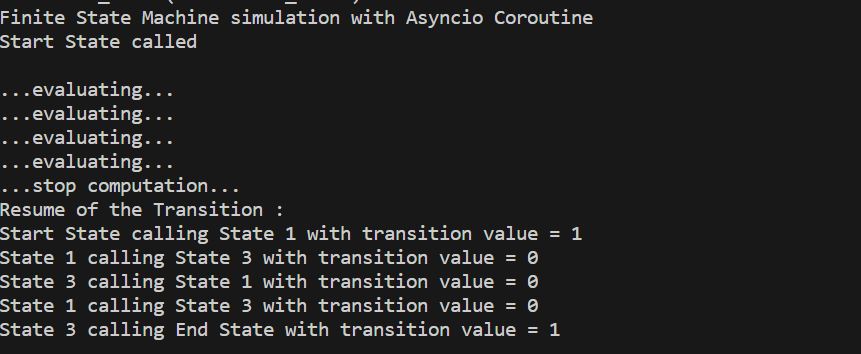 Finite State Machine simulation with Asyncio Coroutine
Start State called
...evaluating...
...evaluating...
...evaluating...
...evaluating...
...stop computation...
Resume of the Transition :
Start State calling State 1 with transition value = 1
State 1 calling State 3 with transition value = 0
State 3 calling State 1 with transition value = 0
State 1 calling State 3 with transition value = 0
State 3 calling End State with transition value = 1